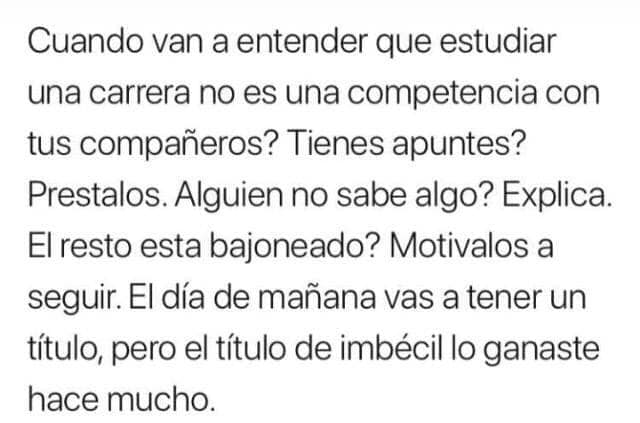 Cuando van a entender que estudiar
una carrera no es una competencia con
tus compañeros? Tienes apuntes?
Prestalos. Alguien no sabe algo? Explica.
El resto esta bajoneado? Motivalos a
seguir. El día de mañana vas a tener un
título, pero el título de imbécil lo ganaste
hace mucho.